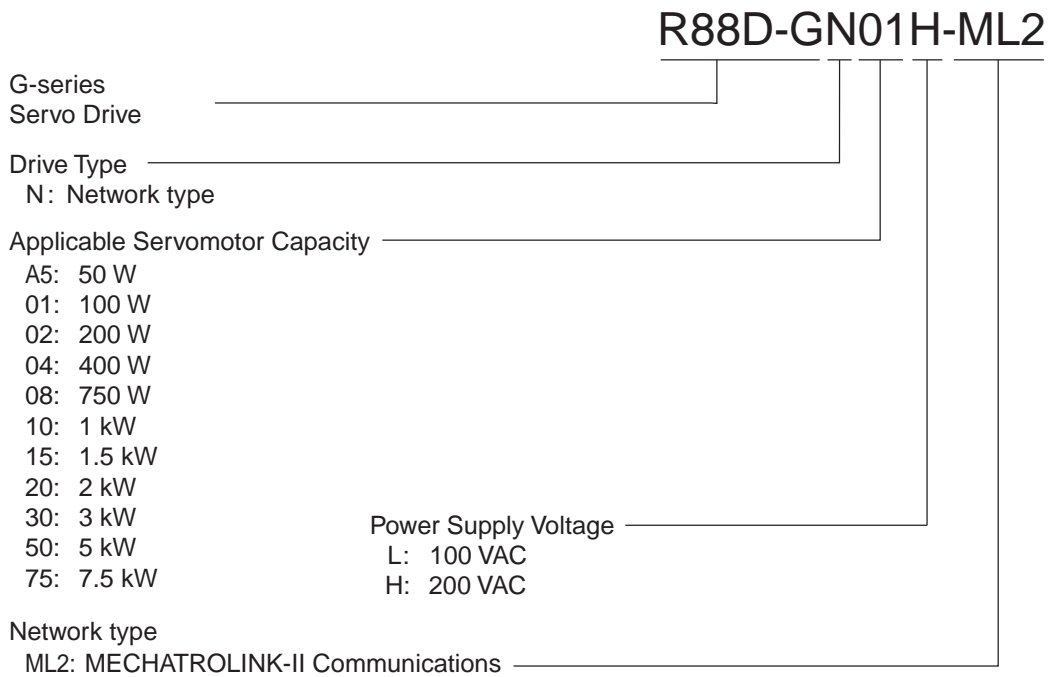 R88D-GN01H-ML2
G-series
Servo Drive
Drive Type
N: Network type
Applicable Servomotor Capacity
A5: 50 W
01: 100 W
02: 200 W
04: 400 W
08: 750 W
10: 1 kW
15: 1.5 kW
20: 2 kW
30: 3 kW
50: 5 kW
75: 7.5 kW
Power Supply Voltage
L: 100 VAC
H: 200 VAC
Network type
ML2: MECHATROLINK-II Communications